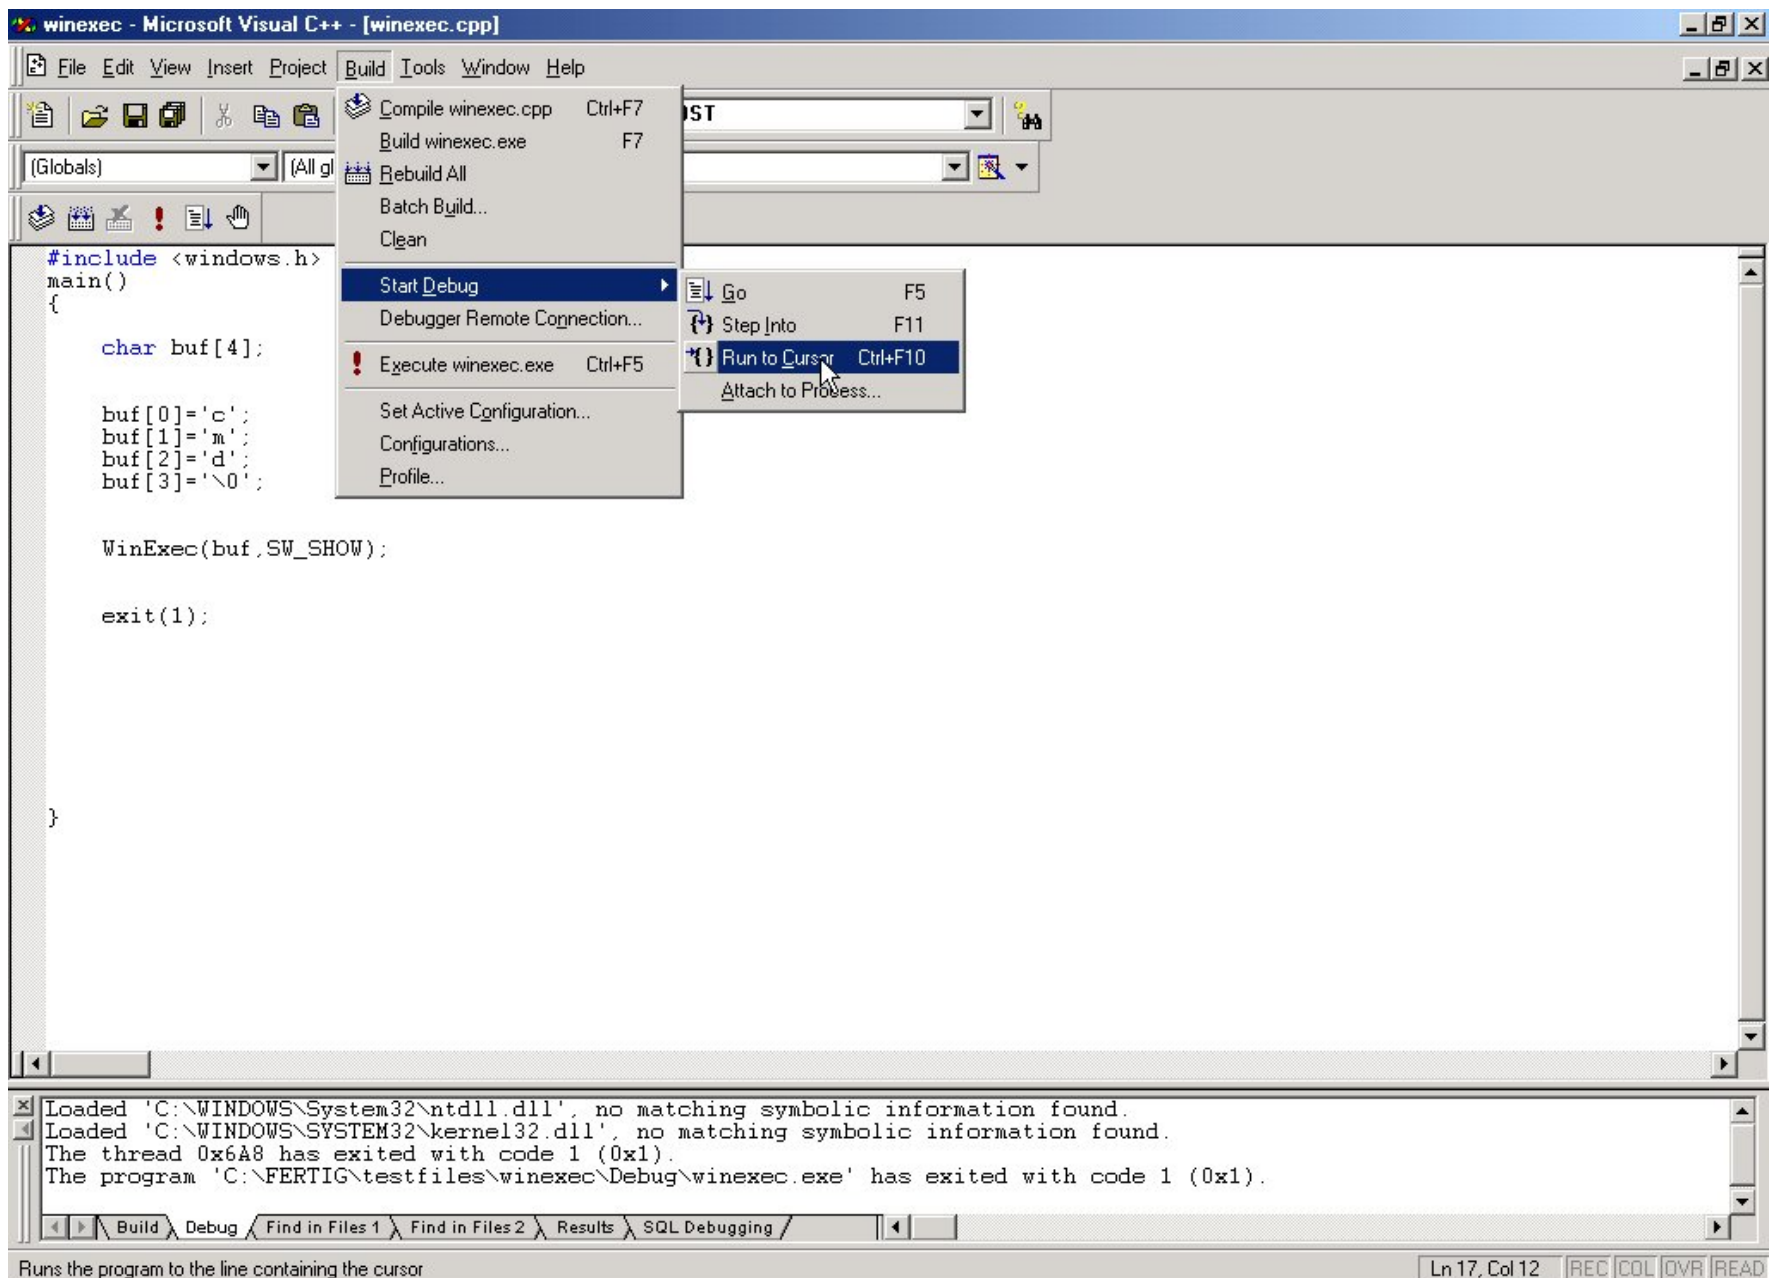 winexec - Microsoft Visual C++ - [winexec.cpp]
File Edit View Insert Project Build Tools Window Help
(Globals)
(All gl
Compile winexec.cpp Ctrl+F7
Build winexec.exe F7
Rebuild All
Batch Build...
Clean
Start Debug
Debugger Remote Connection...
Execute winexec.exe Ctrl+F5
Set Active Configuration...
Configurations...
Profile...
Go F5
Step Into F11
Run to Cursor Ctrl+F10
Attach to Process...
#include <windows.h>
main()
{
char buf[4];
buf[0]='c';
buf[1]='m';
buf[2]='d';
buf[3]='\0';
WinExec(buf,SW_SHOW);
exit(1);
}
Loaded 'C:\WINDOWS\System32\ntdll.dll', no matching symbolic information found.
Loaded 'C:\WINDOWS\SYSTEM32\kernel32.dll', no matching symbolic information found.
The thread 0x6A8 has exited with code 1 (0x1).
The program 'C:\FERTIG\testfiles\winexec\Debug\winexec.exe' has exited with code 1 (0x1).
Build Debug Find in Files 1 Find in Files 2 Results SQL Debugging
Runs the program to the line containing the cursor
Ln 17, Col 12 REC COL OVR READ